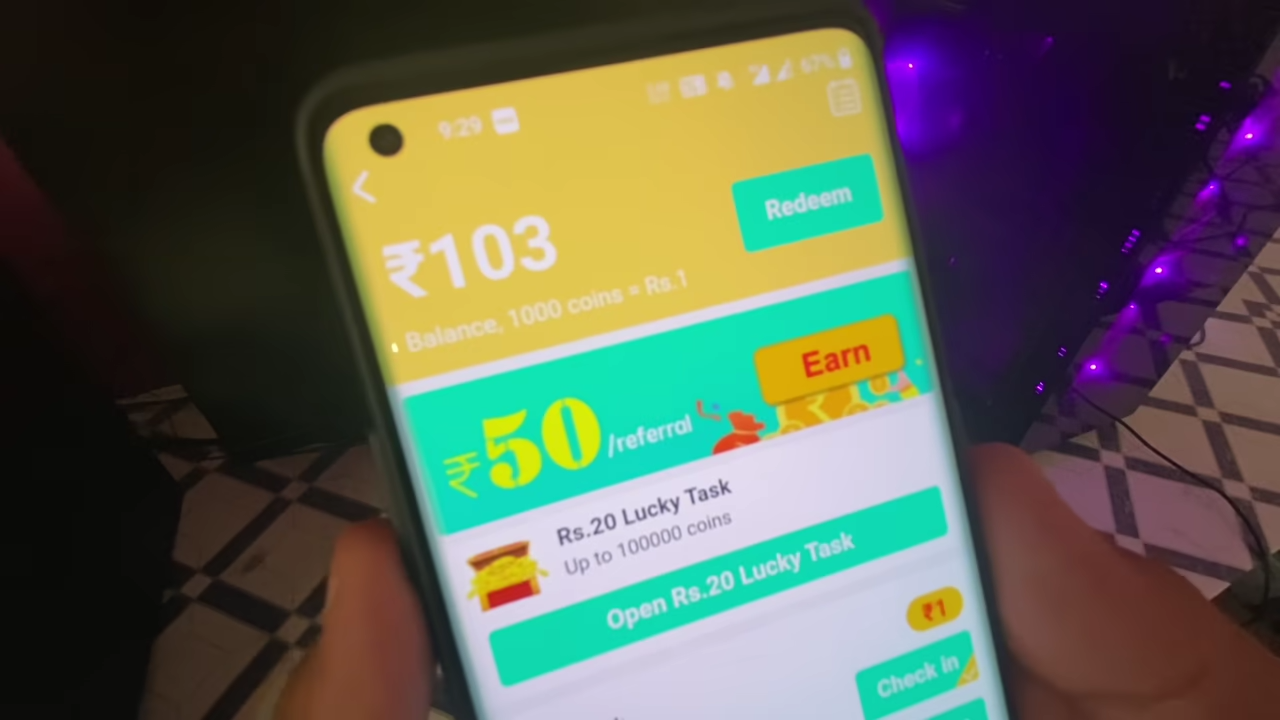 9:29
67%
Redeem
₹103
Balance, 1000 coins = Rs.1
Earn
₹50/referral
Rs.20 Lucky Task
Up to 100000 coins
Open Rs.20 Lucky Task
₹1
Check in